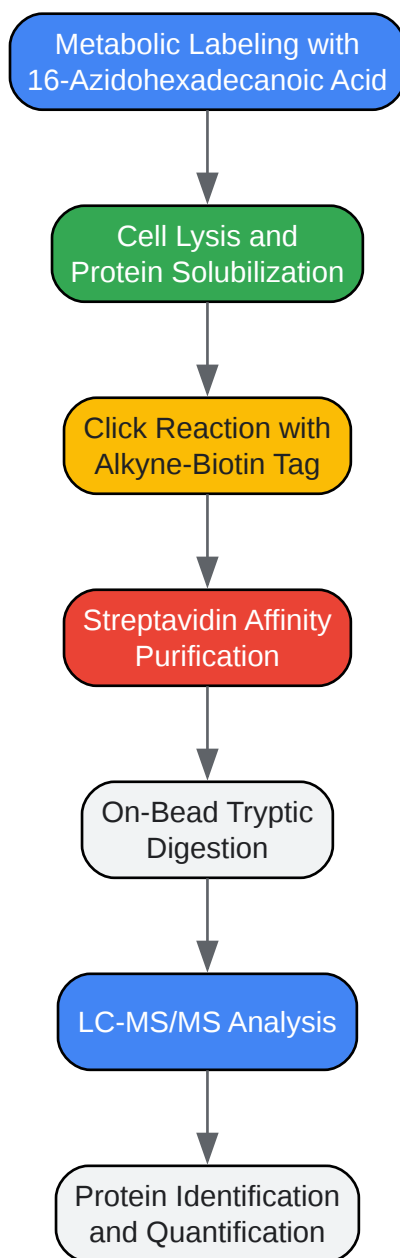 Metabolic Labeling with
16-Azidohexadecanoic Acid
Cell Lysis and
Protein Solubilization
Click Reaction with
Alkyne-Biotin Tag
Streptavidin Affinity
Purification
On-Bead Tryptic
Digestion
LC-MS/MS Analysis
Protein Identification
and Quantification